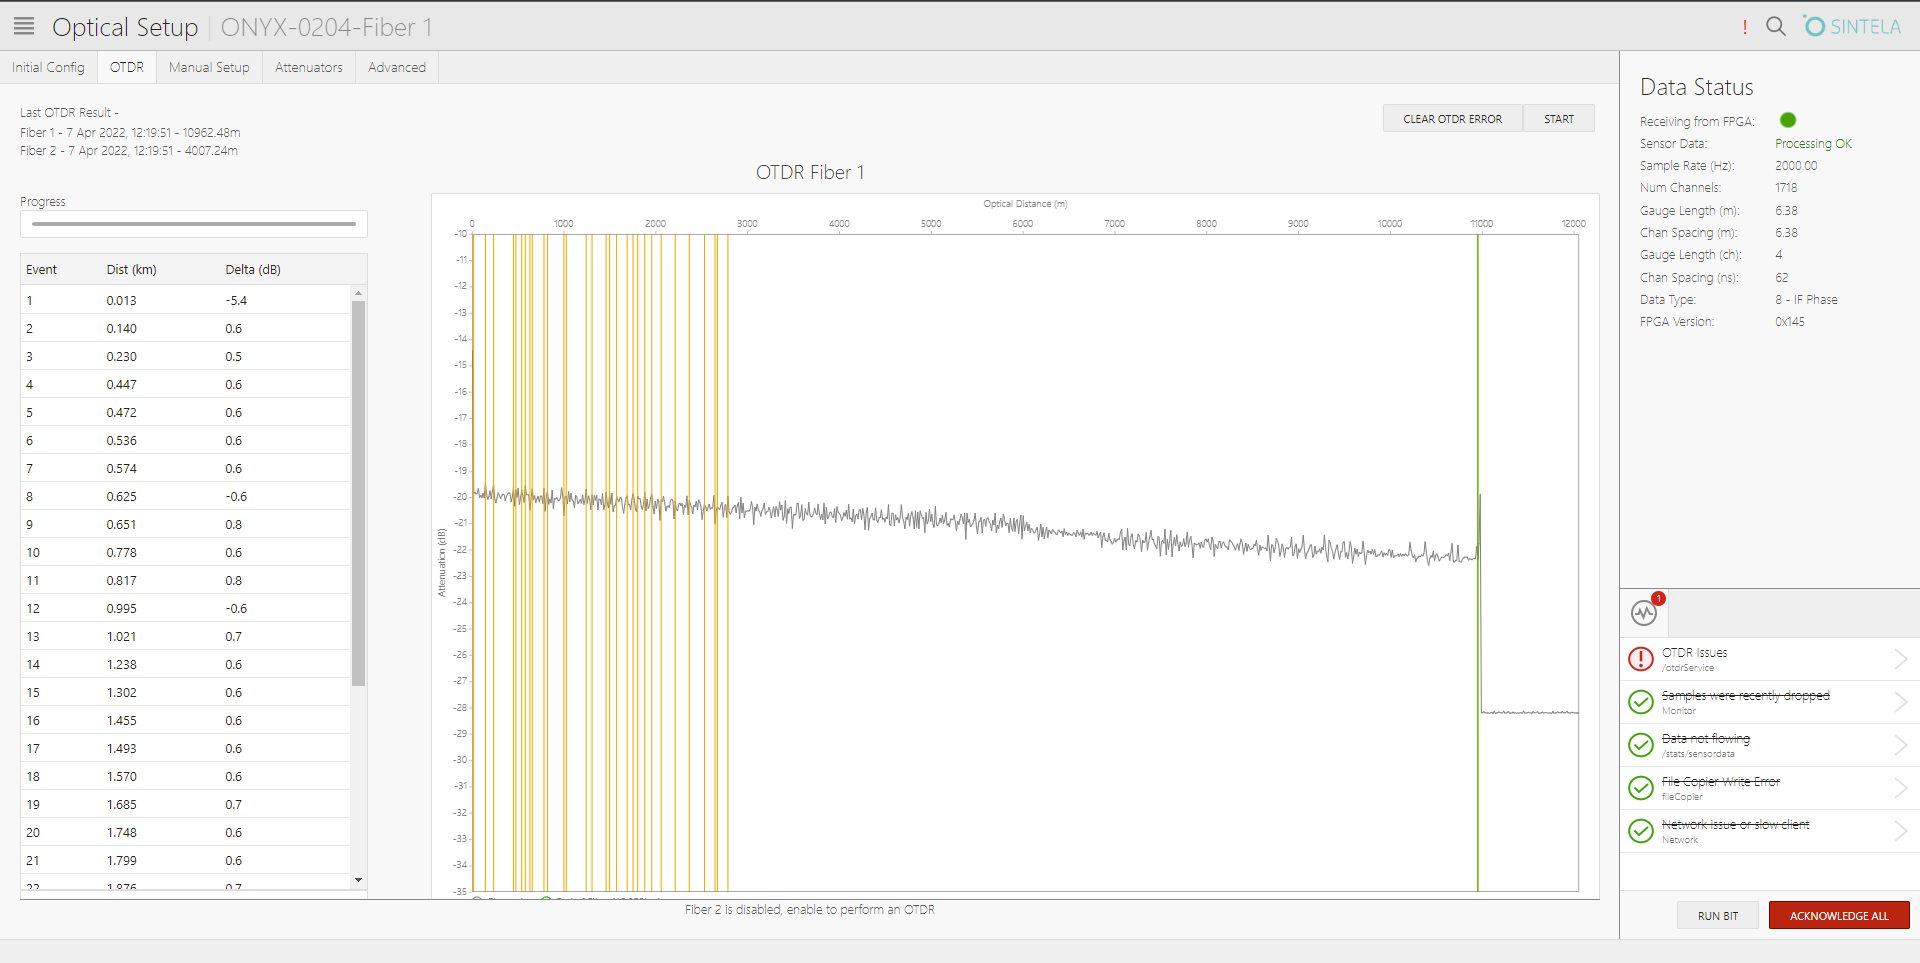 Optical Setup ONYX-0204-Fiber 1
! SINTELA
Initial Config OTDR Manual Setup Attenuators Advanced
Last OTDR Result -
Fiber 1 - 7 Apr 2022, 12:19:51 - 10962.48m
Fiber 2 - 7 Apr 2022, 12:19:51 - 4007.24m
CLEAR OTDR ERROR START
Progress
Event Dist (km) Delta (dB)
1 0.013 -5.4
2 0.140 0.6
3 0.230 0.5
4 0.447 0.6
5 0.472 0.6
6 0.536 0.6
7 0.574 0.6
8 0.625 -0.6
9 0.651 0.8
10 0.778 0.6
11 0.817 0.8
12 0.995 -0.6
13 1.021 0.7
14 1.238 0.6
15 1.302 0.6
16 1.455 0.6
17 1.493 0.6
18 1.570 0.6
19 1.685 0.7
20 1.748 0.6
21 1.799 0.6
22 1.876 0.7
OTDR Fiber 1
Optical Distance (m)
0 1000 2000 3000 4000 5000 6000 7000 8000 9000 10000 11000 12000
Attenuation (dB)
-10
-11
-12
-13
-14
-15
-16
-17
-18
-19
-20
-21
-22
-23
-24
-25
-26
-27
-28
-29
-30
-31
-32
-33
-34
-35
Fiber 2 is disabled, enable to perform an OTDR
Data Status
Receiving from FPGA:
Sensor Data: Processing OK
Sample Rate (Hz): 2000.00
Num Channels: 1718
Gauge Length (m): 6.38
Chan Spacing (m): 6.38
Gauge Length (ch): 4
Chan Spacing (ns): 62
Data Type: 8 - IF Phase
FPGA Version: 0x145
1
OTDR Issues
/otdrService
Samples were recently dropped
Monitor
Data not flowing
/stats/sensordata
File Copier Write Error
fileCopier
Network issue or slow client
Network
RUN BIT ACKNOWLEDGE ALL